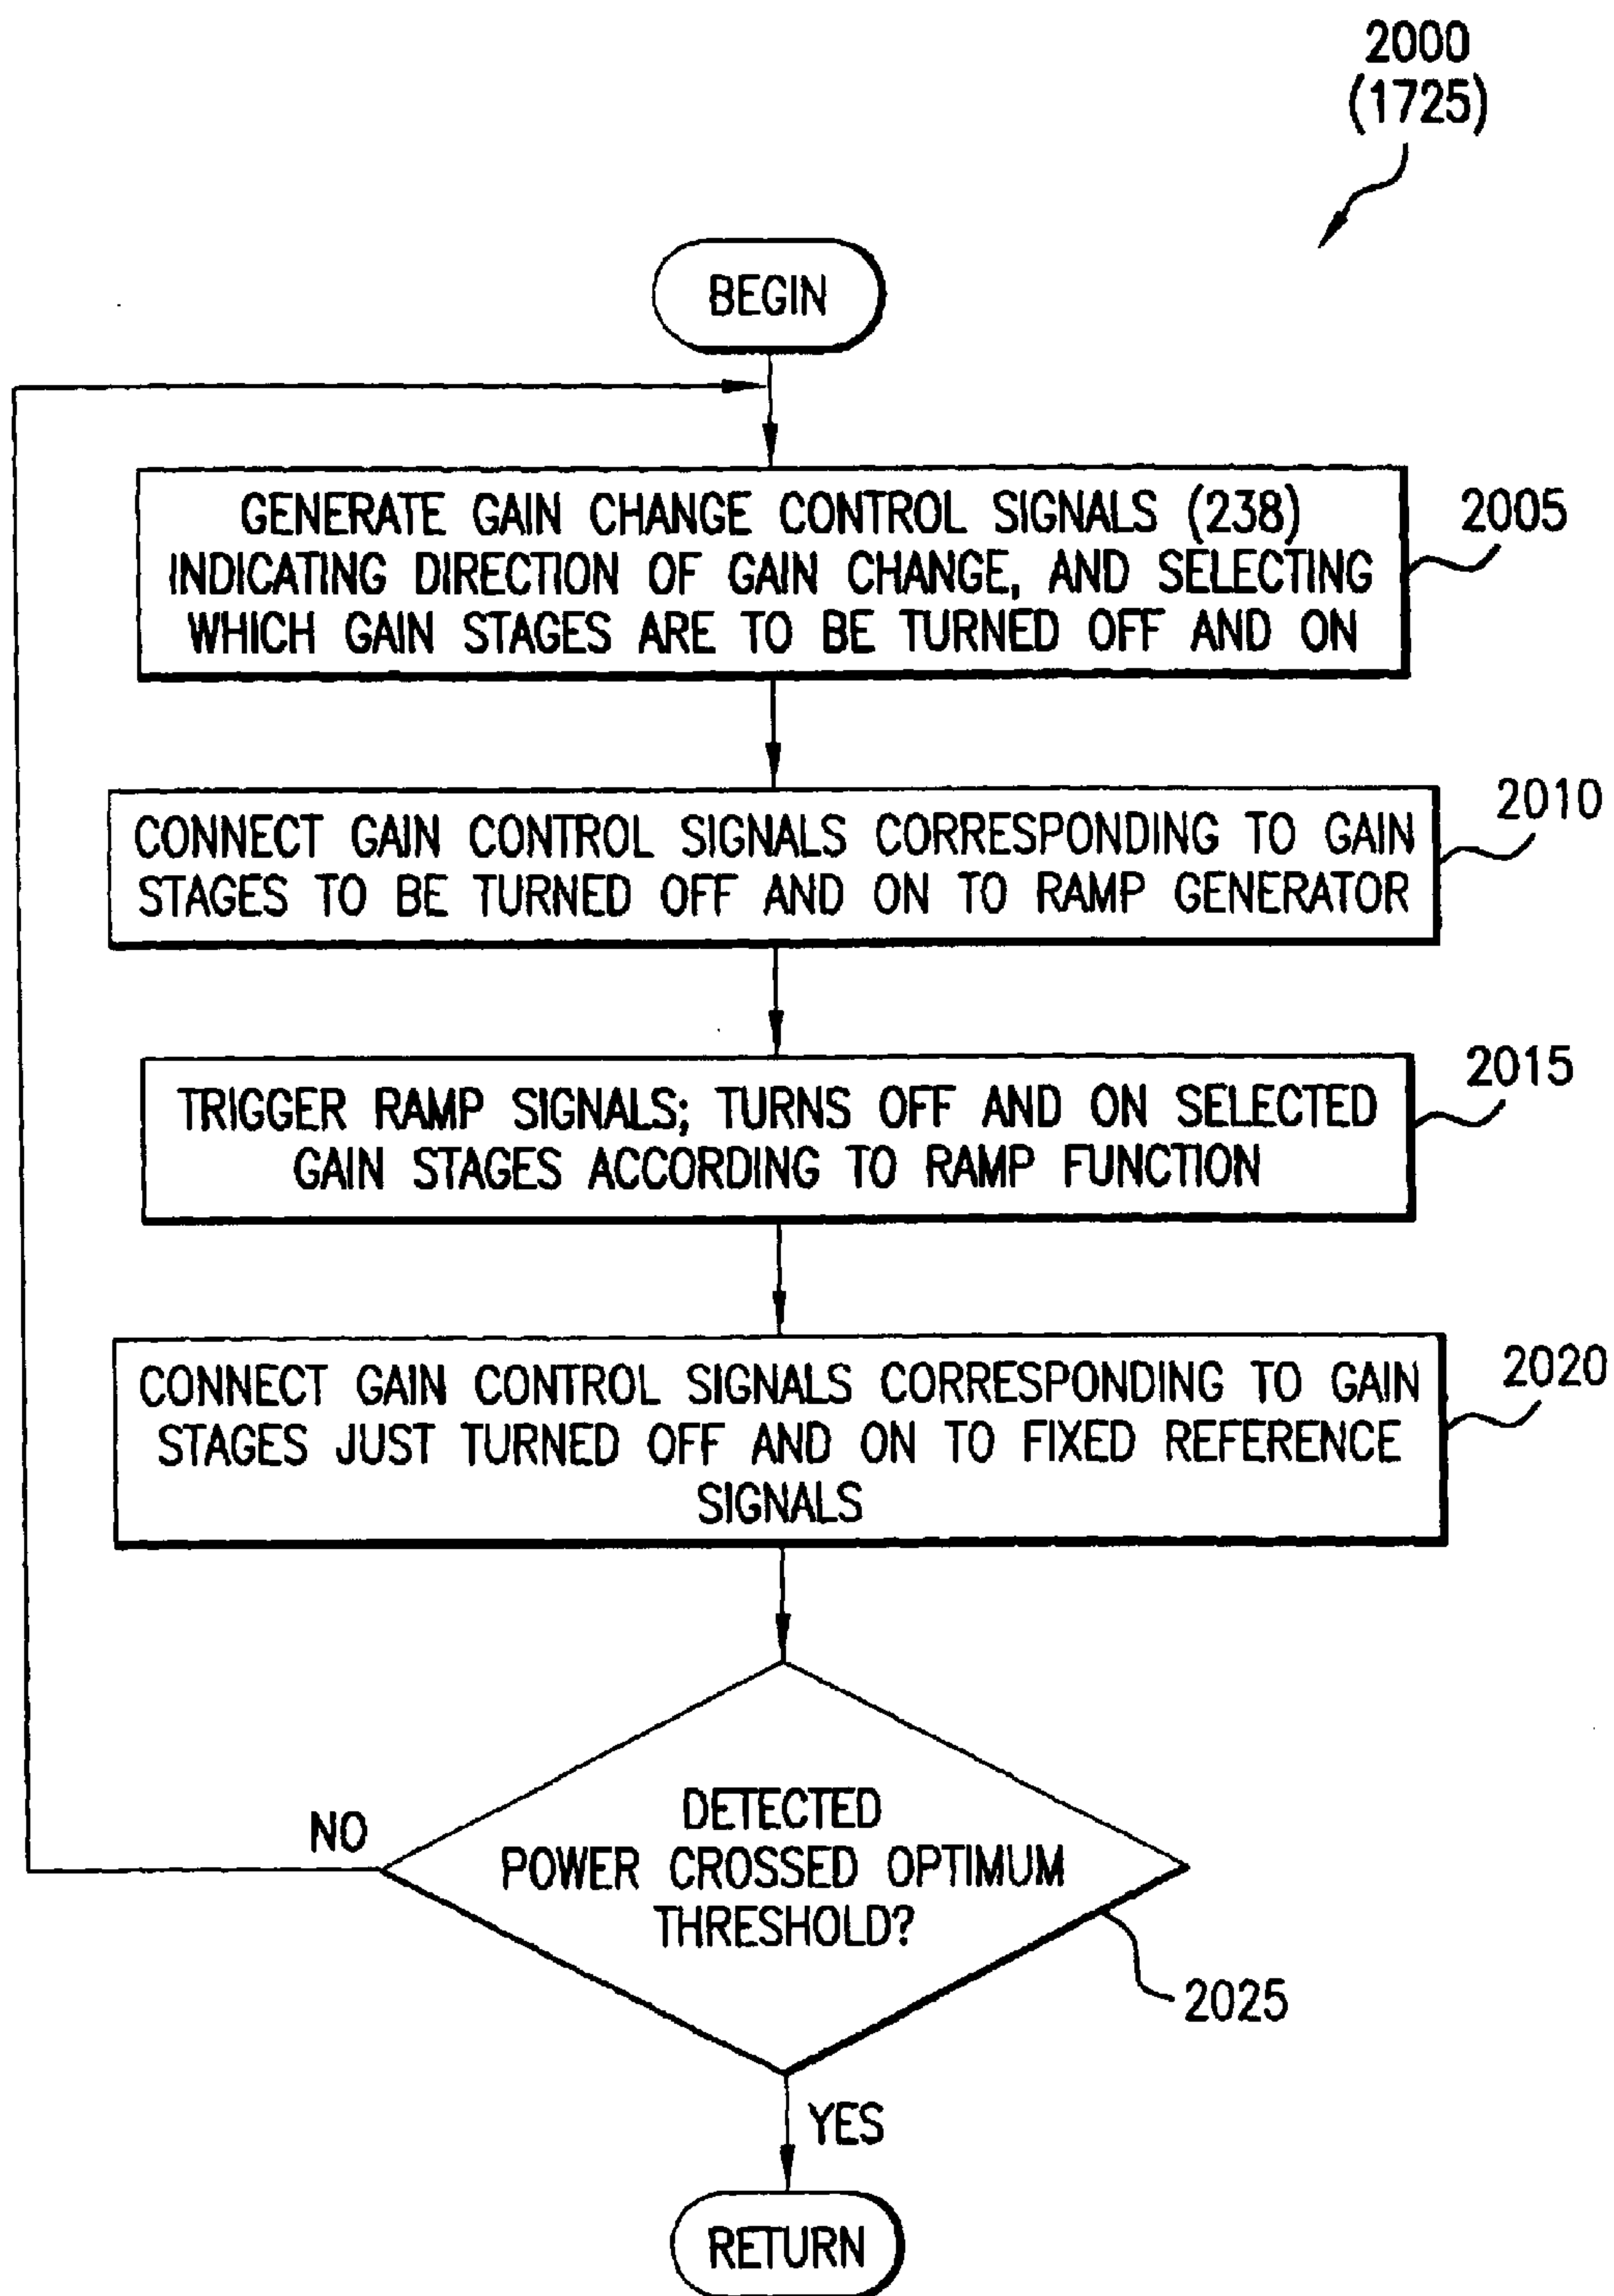 2000
(1725)
BEGIN
GENERATE GAIN CHANGE CONTROL SIGNALS (238)
INDICATING DIRECTION OF GAIN CHANGE, AND SELECTING
WHICH GAIN STAGES ARE TO BE TURNED OFF AND ON
2005
CONNECT GAIN CONTROL SIGNALS CORRESPONDING TO GAIN
STAGES TO BE TURNED OFF AND ON TO RAMP GENERATOR
2010
TRIGGER RAMP SIGNALS; TURNS OFF AND ON SELECTED
GAIN STAGES ACCORDING TO RAMP FUNCTION
2015
CONNECT GAIN CONTROL SIGNALS CORRESPONDING TO GAIN
STAGES JUST TURNED OFF AND ON TO FIXED REFERENCE
SIGNALS
2020
DETECTED
POWER CROSSED OPTIMUM
THRESHOLD?
NO
2025
YES
RETURN